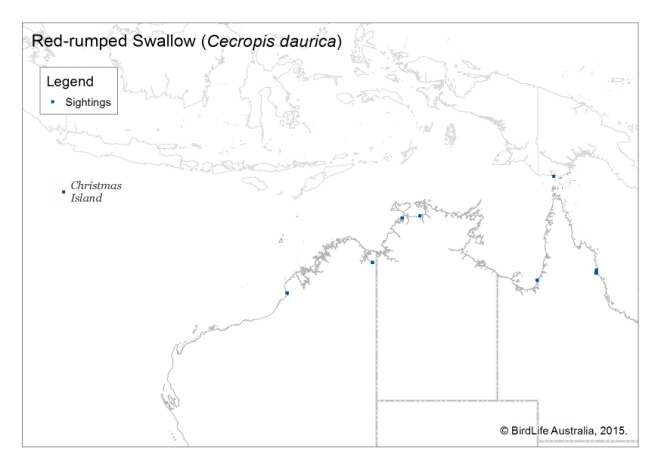 Red-rumped Swallow (Cecropis daurica)
Legend
Sightings
Christmas
Island
© BirdLife Australia, 2015.